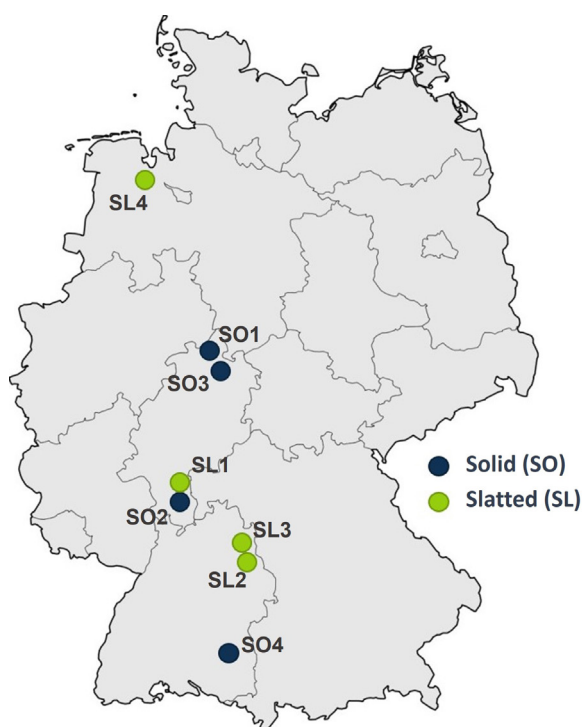 SL4
SO1
SO3
SL1
SO2
SL3
SL2
SO4
Solid (SO)
Slatted (SL)